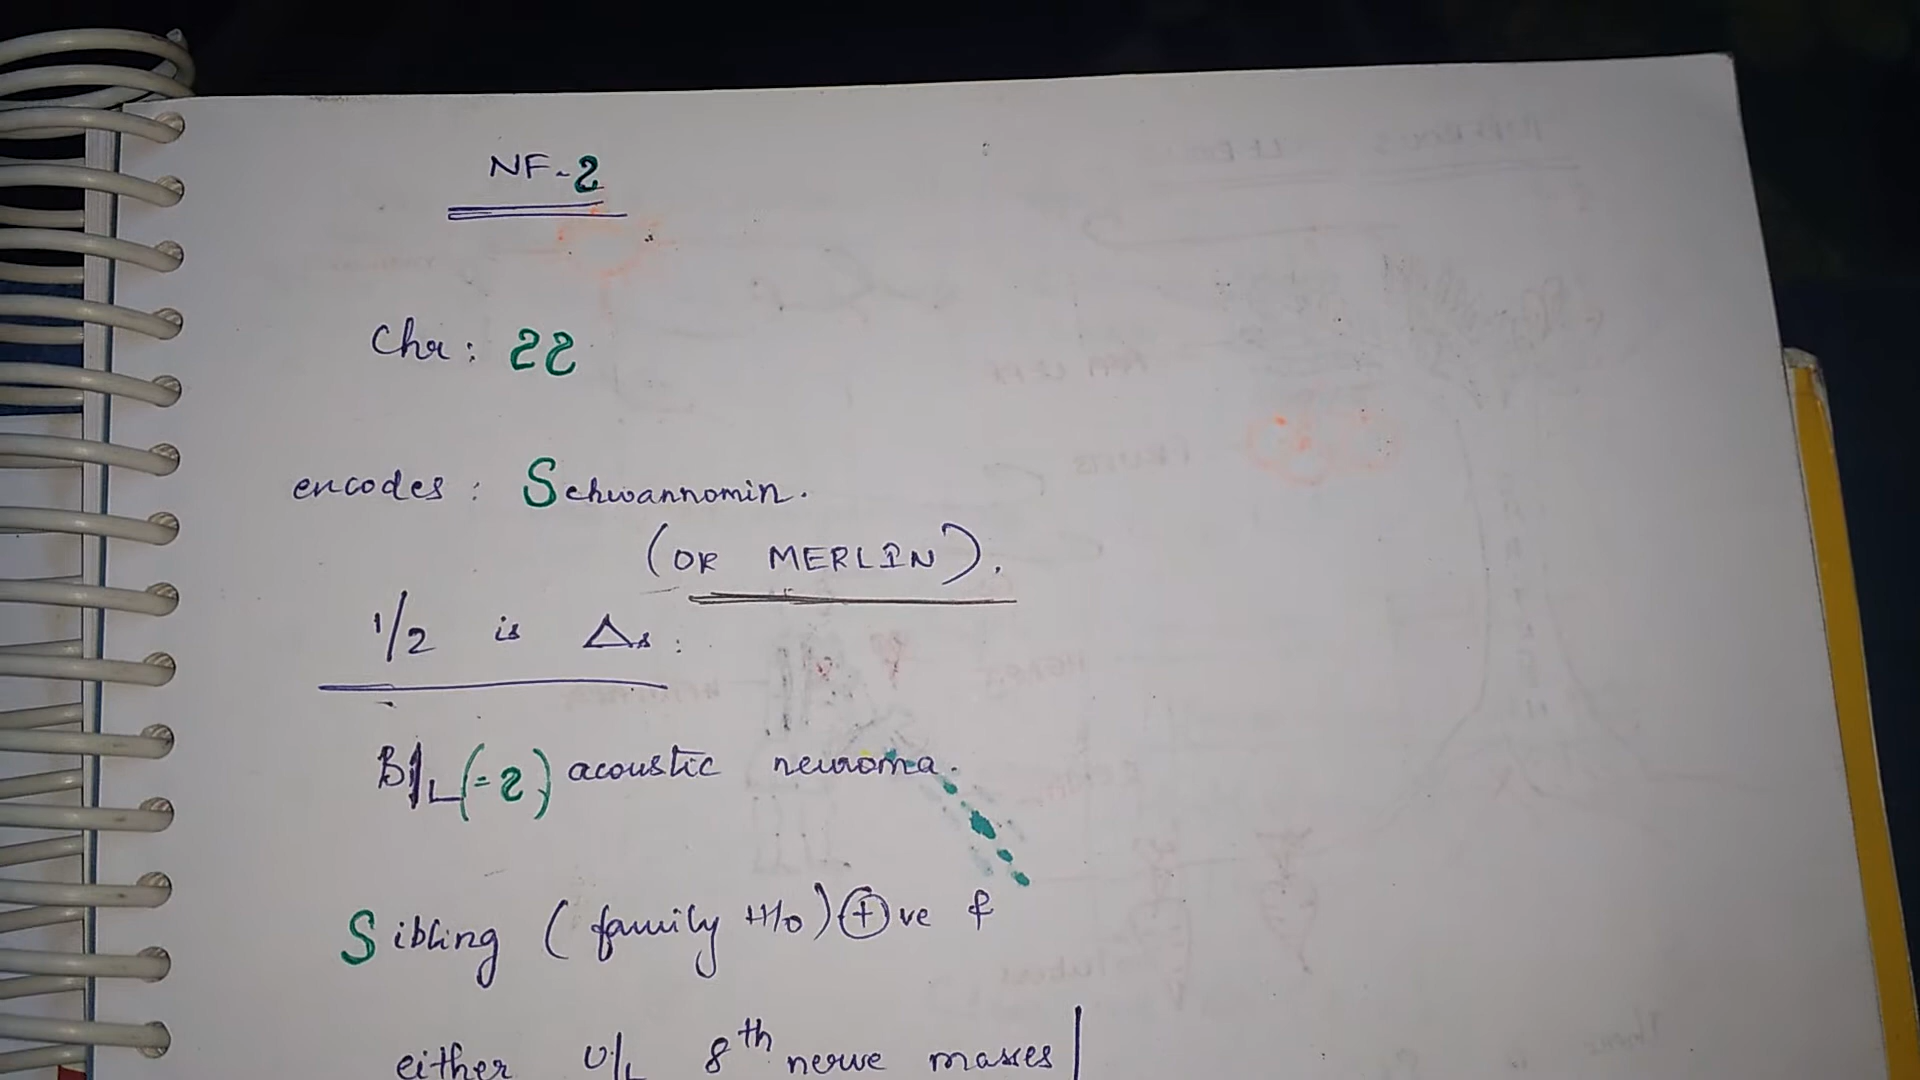 NF-2
Chr: 22
encodes: Schwannomin.
(OR MERLIN).
1/2 is Δs:
B/L (=2) acoustic neuroma.
Sibling (family H/o) ⊕ve &
either U/L 8th nerve masses/